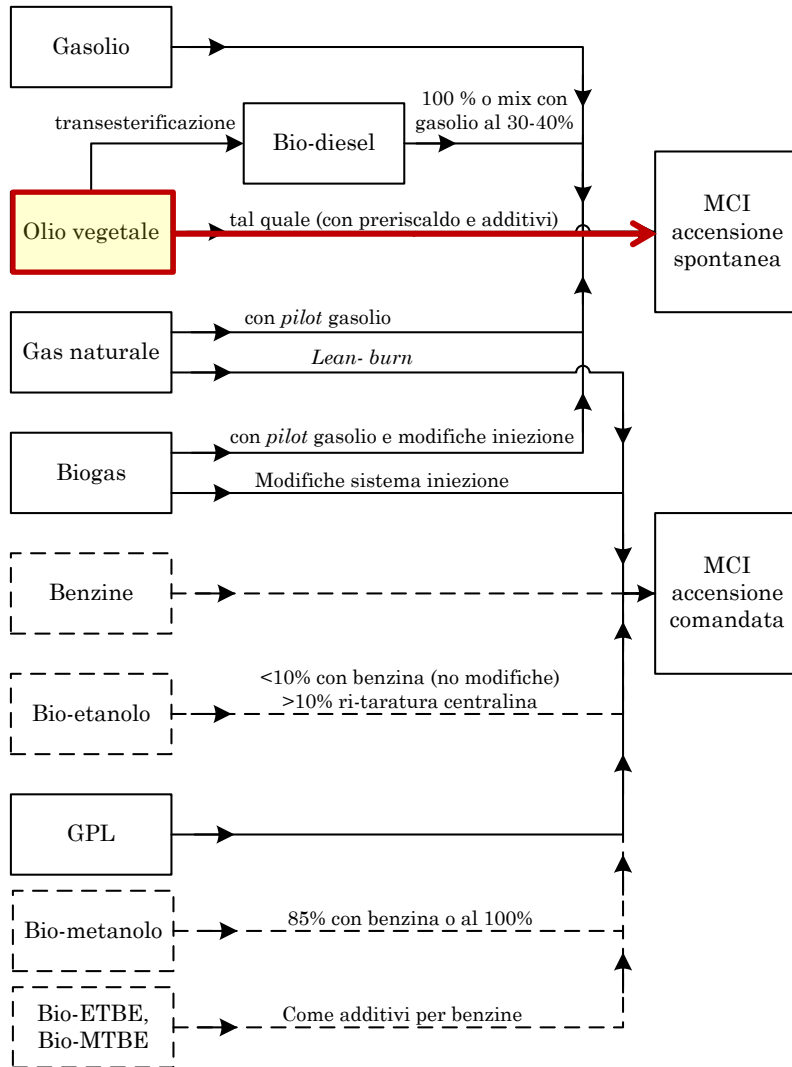 Gasolio
100 % o mix con
gasolio al 30-40%
transesterificazione
Bio-diesel
MCI
accensione
spontanea
Olio vegetale
tal quale (con preriscaldo e additivi)
con pilot gasolio
Gas naturale
Lean- burn
con pilot gasolio e modifiche iniezione
Biogas
Modifiche sistema iniezione
Benzine
MCI
accensione
comandata
<10% con benzina (no modifiche)
>10% ri-taratura centralina
Bio-etanolo
GPL
Bio-metanolo
85% con benzina o al 100%
Bio-ETBE,
Bio-MTBE
Come additivi per benzine